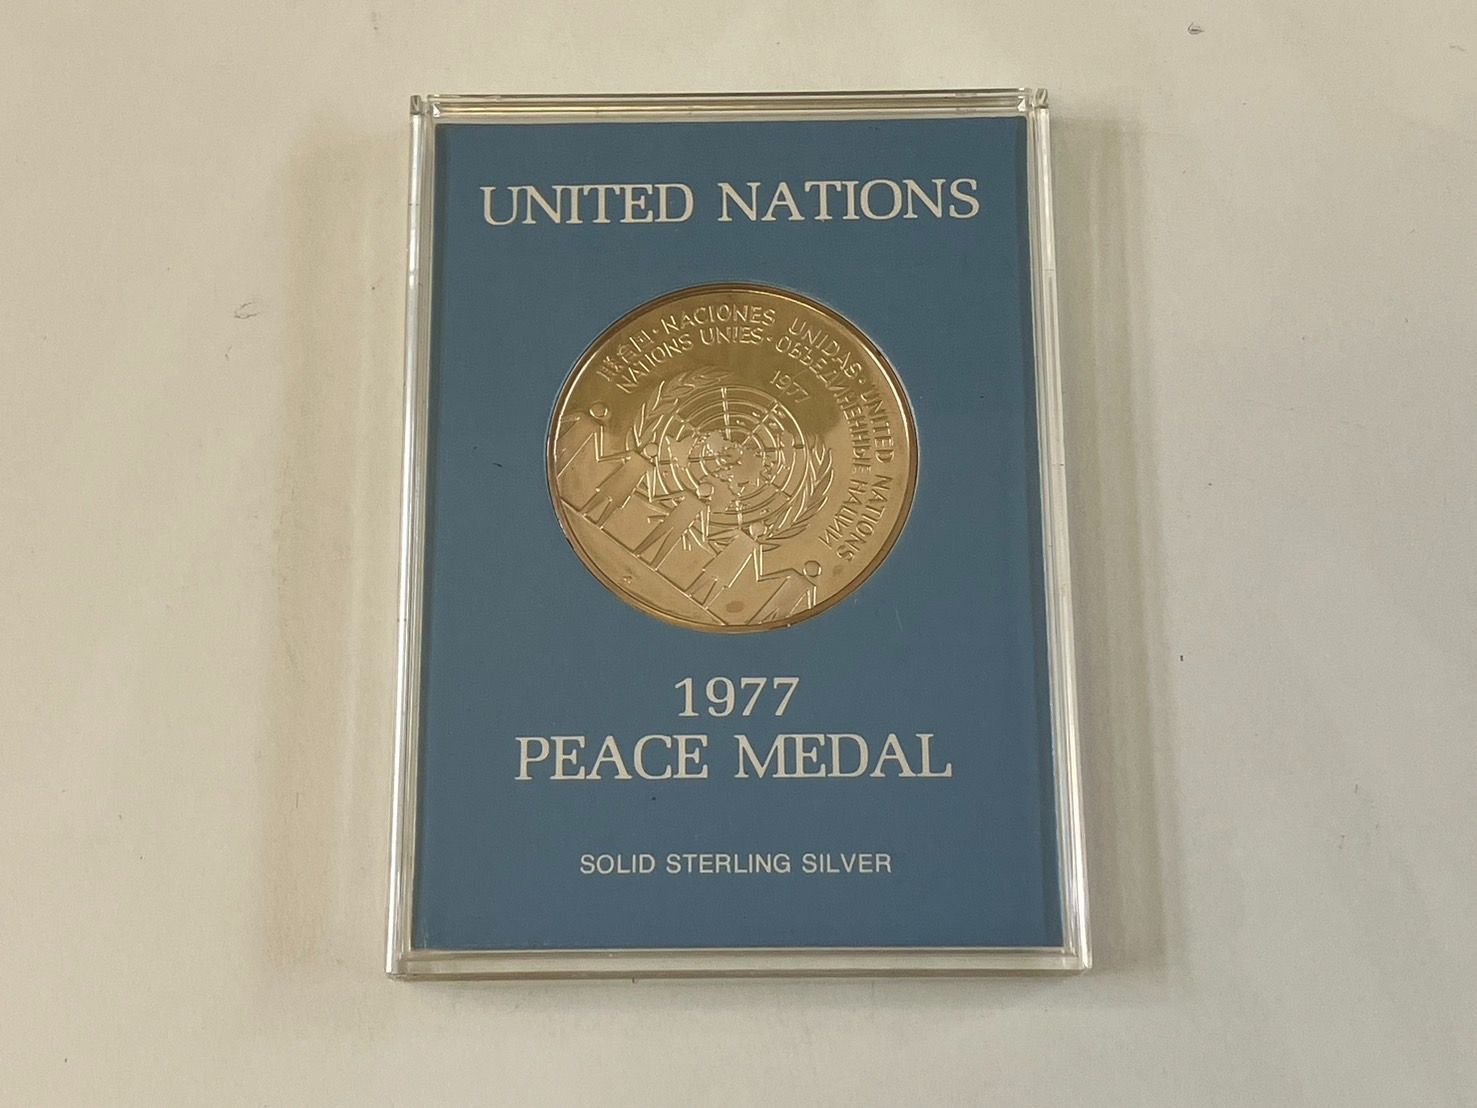 UNITED NATIONS
NACIONES UNIDAS · UNITED NATIONS
NATIONS UNIES · ОБЪЕДИНЕННЫЕ НАЦИИ
1977
1977
PEACE MEDAL
SOLID STERLING SILVER